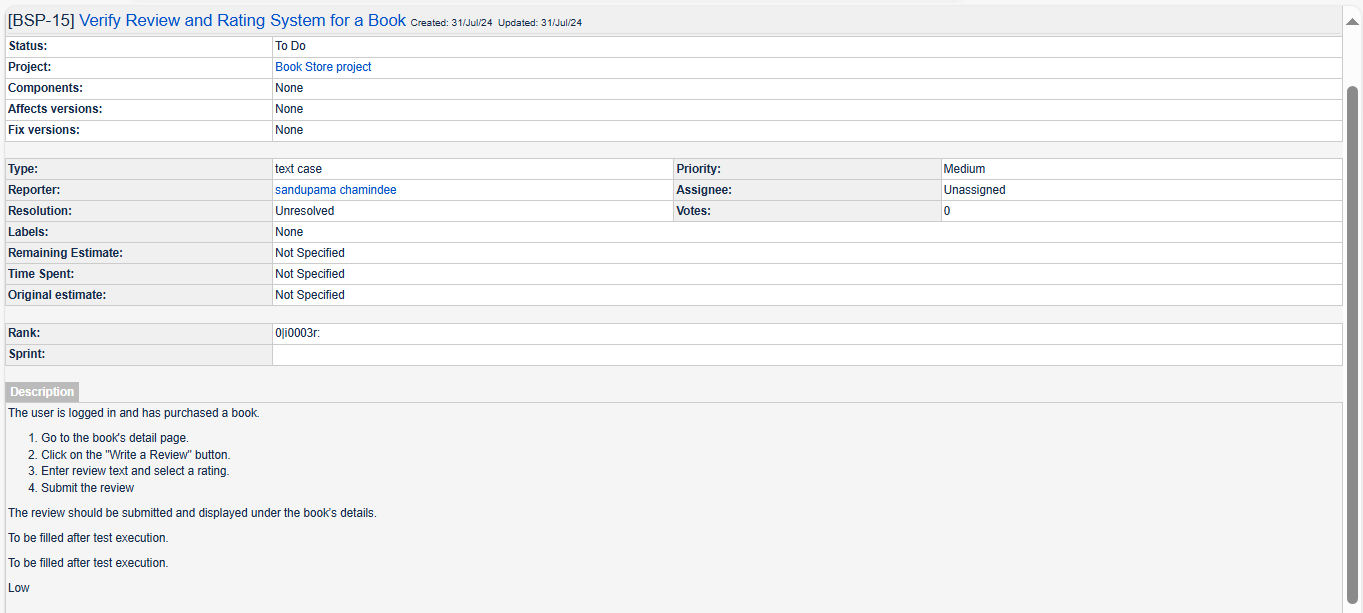 [BSP-15] Verify Review and Rating System for a Book Created: 31/Jul/24 Updated: 31/Jul/24
Status: To Do
Project: Book Store project
Components: None
Affects versions: None
Fix versions: None
Type: text case Priority: Medium
Reporter: sandupama chamindee Assignee: Unassigned
Resolution: Unresolved Votes: 0
Labels: None
Remaining Estimate: Not Specified
Time Spent: Not Specified
Original estimate: Not Specified
Rank: 0|i0003r:
Sprint:
Description
The user is logged in and has purchased a book.
1. Go to the book's detail page.
2. Click on the "Write a Review" button.
3. Enter review text and select a rating.
4. Submit the review
The review should be submitted and displayed under the book's details.
To be filled after test execution.
To be filled after test execution.
Low